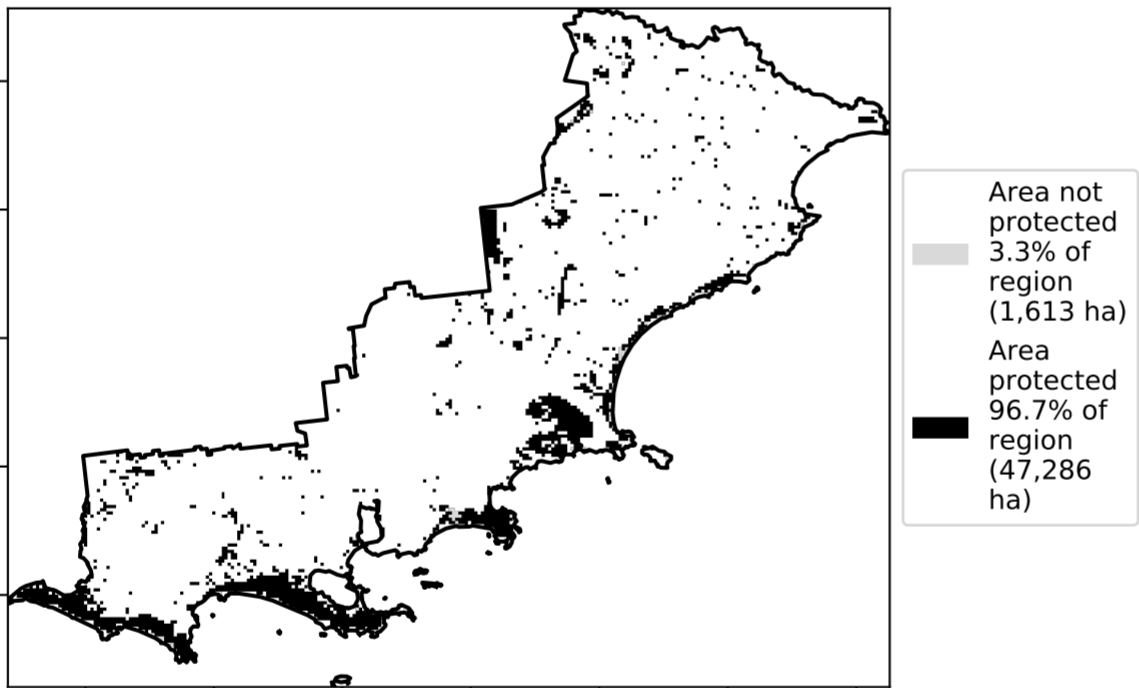 Area not
protected
3.3% of
region
(1,613 ha)
Area
protected
96.7% of
region
(47,286
ha)